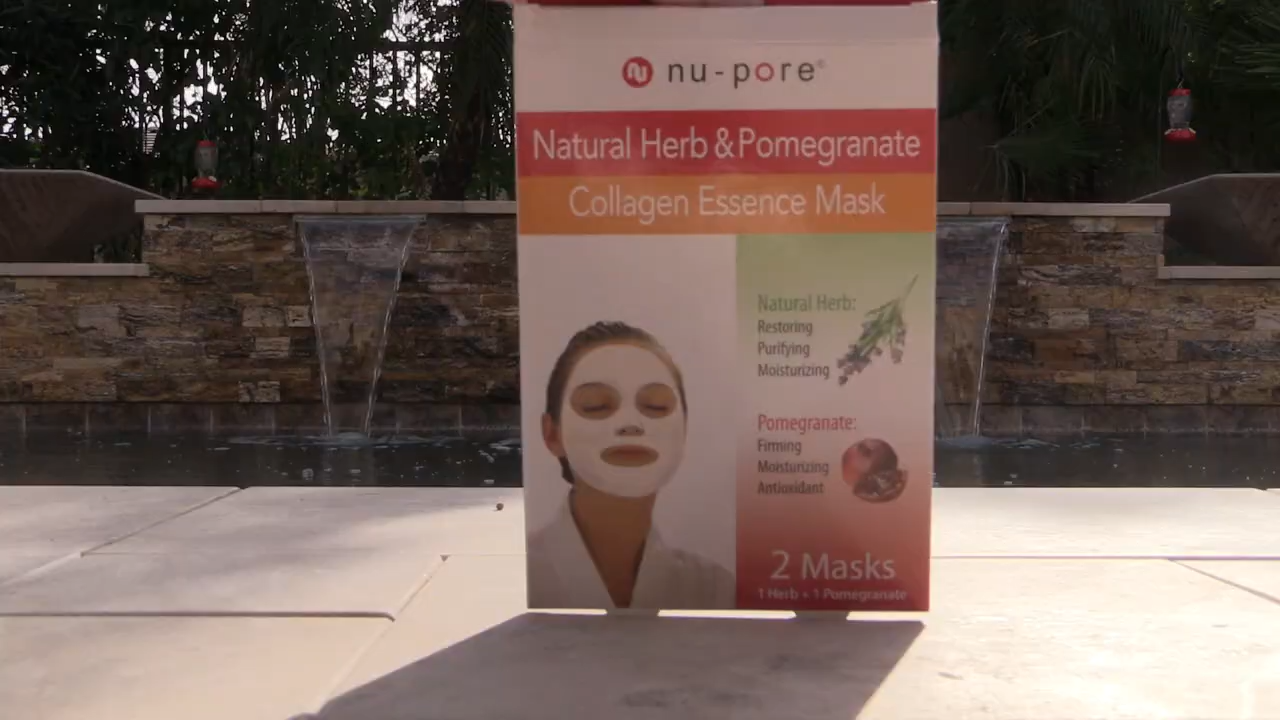 nu-pore®
Natural Herb & Pomegranate
Collagen Essence Mask
Natural Herb:
Restoring
Purifying
Moisturizing
Pomegranate:
Firming
Moisturizing
Antioxidant
2 Masks
1 Herb + 1 Pomegranate